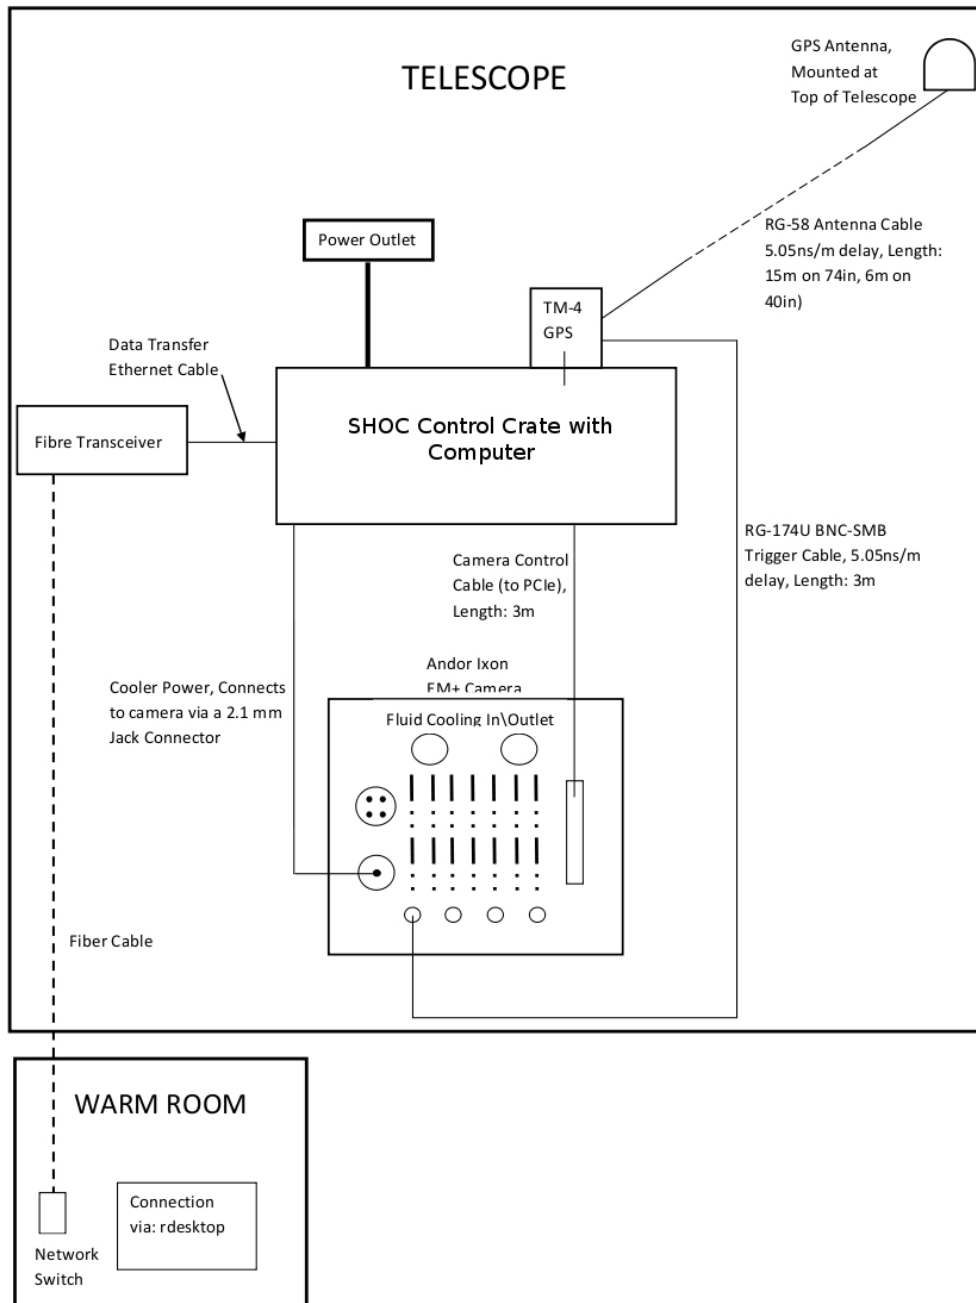 TELESCOPE
GPS Antenna,
Mounted at
Top of Telescope
RG-58 Antenna Cable
5.05ns/m delay, Length:
15m on 74in, 6m on
40in)
Power Outlet
TM-4
GPS
Data Transfer
Ethernet Cable
Fibre Transceiver
SHOC Control Crate with
Computer
RG-174U BNC-SMB
Trigger Cable, 5.05ns/m
delay, Length: 3m
Camera Control
Cable (to PCIe),
Length: 3m
Cooler Power, Connects
to camera via a 2.1 mm
Jack Connector
Andor Ixon
EM+ Camera
Fluid Cooling In\Outlet
Fiber Cable
WARM ROOM
Connection
via: rdesktop
Network
Switch